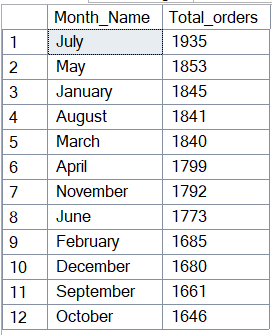 Month_Name Total_orders
1 July 1935
2 May 1853
3 January 1845
4 August 1841
5 March 1840
6 April 1799
7 November 1792
8 June 1773
9 February 1685
10 December 1680
11 September 1661
12 October 1646